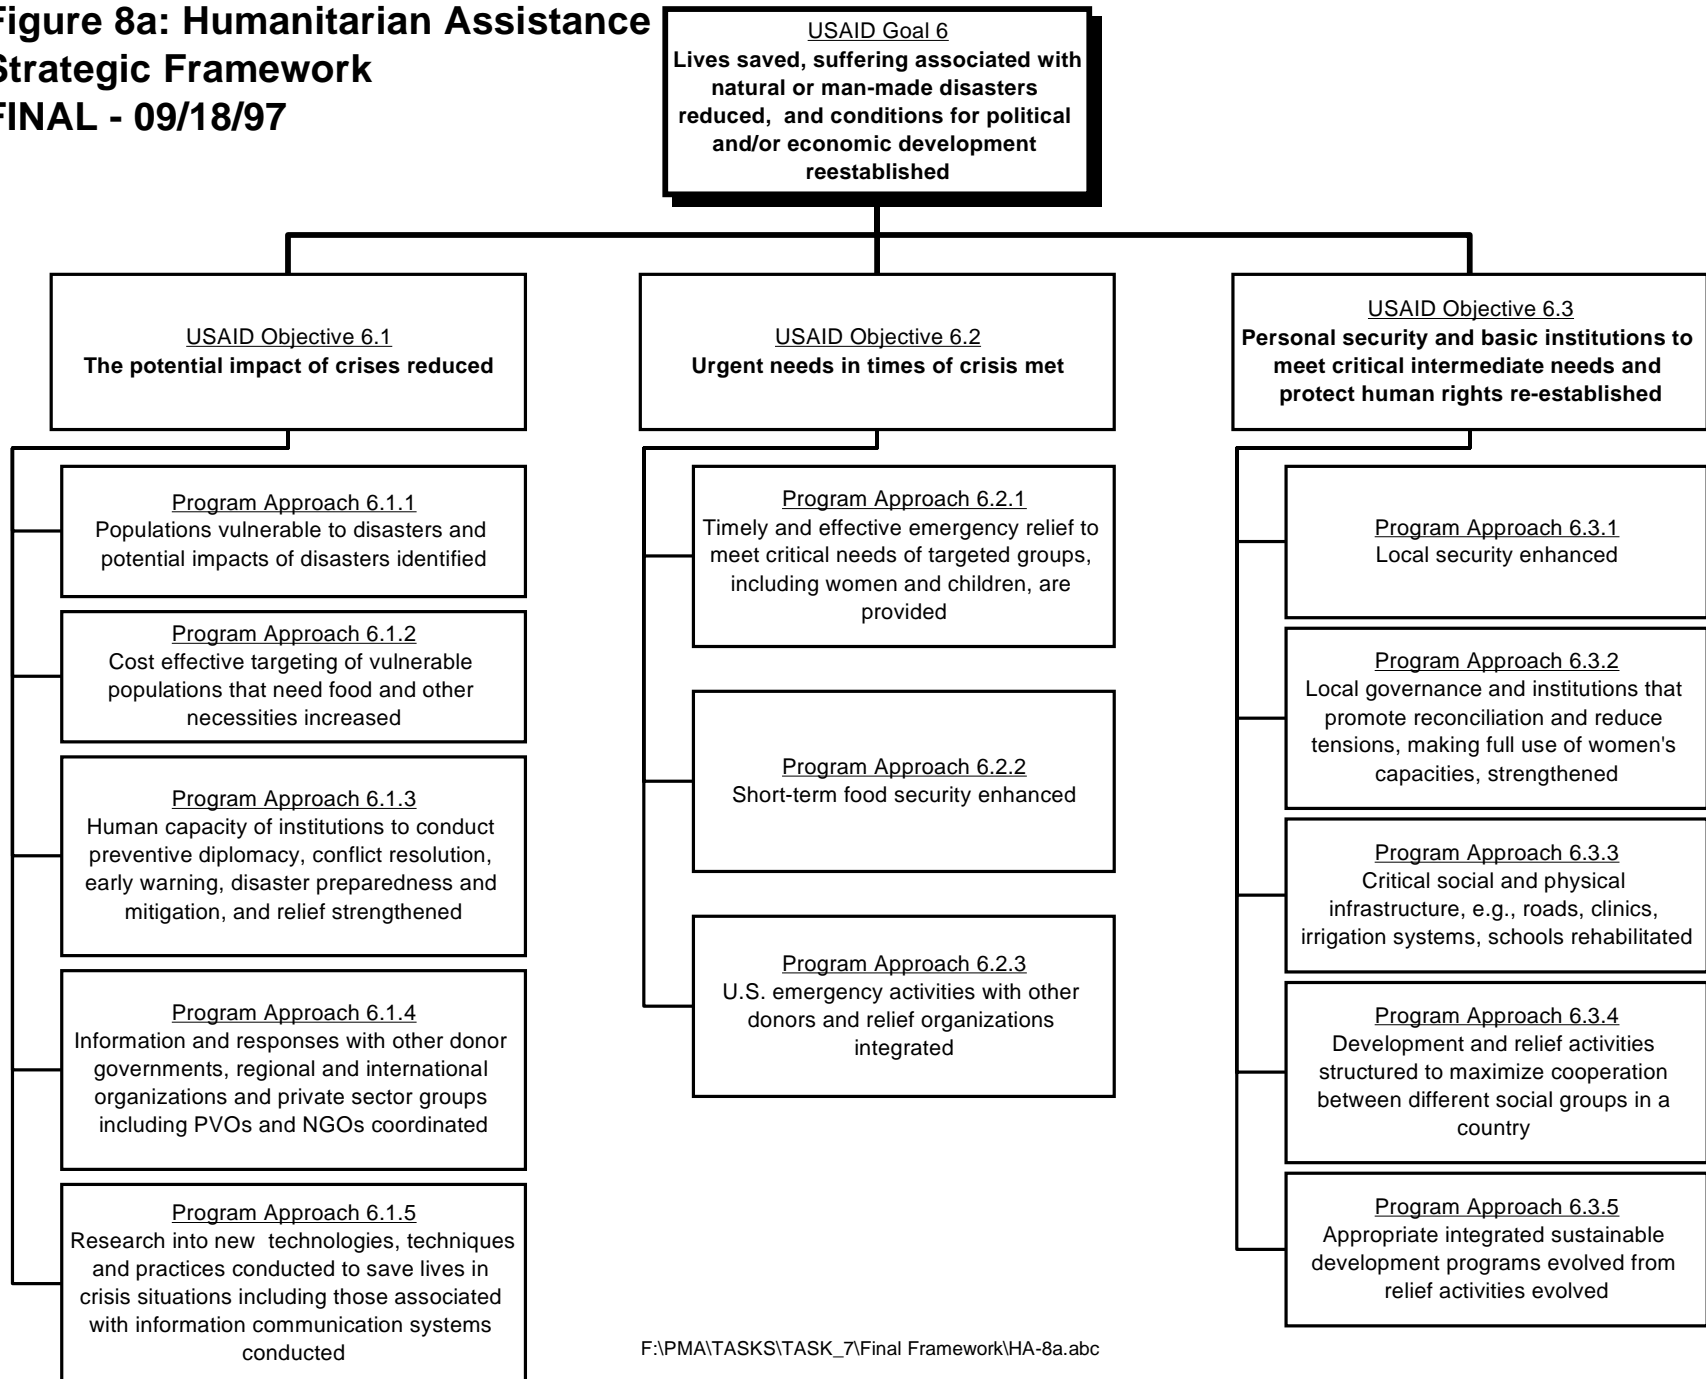 Figure 8a: Humanitarian Assistance
Strategic Framework
FINAL - 09/18/97
USAID Goal 6
Lives saved, suffering associated with
natural or man-made disasters
reduced, and conditions for political
and/or economic development
reestablished
USAID Objective 6.1
The potential impact of crises reduced
Program Approach 6.1.1
Populations vulnerable to disasters and
potential impacts of disasters identified
Program Approach 6.1.2
Cost effective targeting of vulnerable
populations that need food and other
necessities increased
Program Approach 6.1.3
Human capacity of institutions to conduct
preventive diplomacy, conflict resolution,
early warning, disaster preparedness and
mitigation, and relief strengthened
Program Approach 6.1.4
Information and responses with other donor
governments, regional and international
organizations and private sector groups
including PVOs and NGOs coordinated
Program Approach 6.1.5
Research into new technologies, techniques
and practices conducted to save lives in
crisis situations including those associated
with information communication systems
conducted
USAID Objective 6.2
Urgent needs in times of crisis met
Program Approach 6.2.1
Timely and effective emergency relief to
meet critical needs of targeted groups,
including women and children, are
provided
Program Approach 6.2.2
Short-term food security enhanced
Program Approach 6.2.3
U.S. emergency activities with other
donors and relief organizations
integrated
USAID Objective 6.3
Personal security and basic institutions to
meet critical intermediate needs and
protect human rights re-established
Program Approach 6.3.1
Local security enhanced
Program Approach 6.3.2
Local governance and institutions that
promote reconciliation and reduce
tensions, making full use of women's
capacities, strengthened
Program Approach 6.3.3
Critical social and physical
infrastructure, e.g., roads, clinics,
irrigation systems, schools rehabilitated
Program Approach 6.3.4
Development and relief activities
structured to maximize cooperation
between different social groups in a
country
Program Approach 6.3.5
Appropriate integrated sustainable
development programs evolved from
relief activities evolved
F:\PMA\TASKS\TASK_7\Final Framework\HA-8a.abc